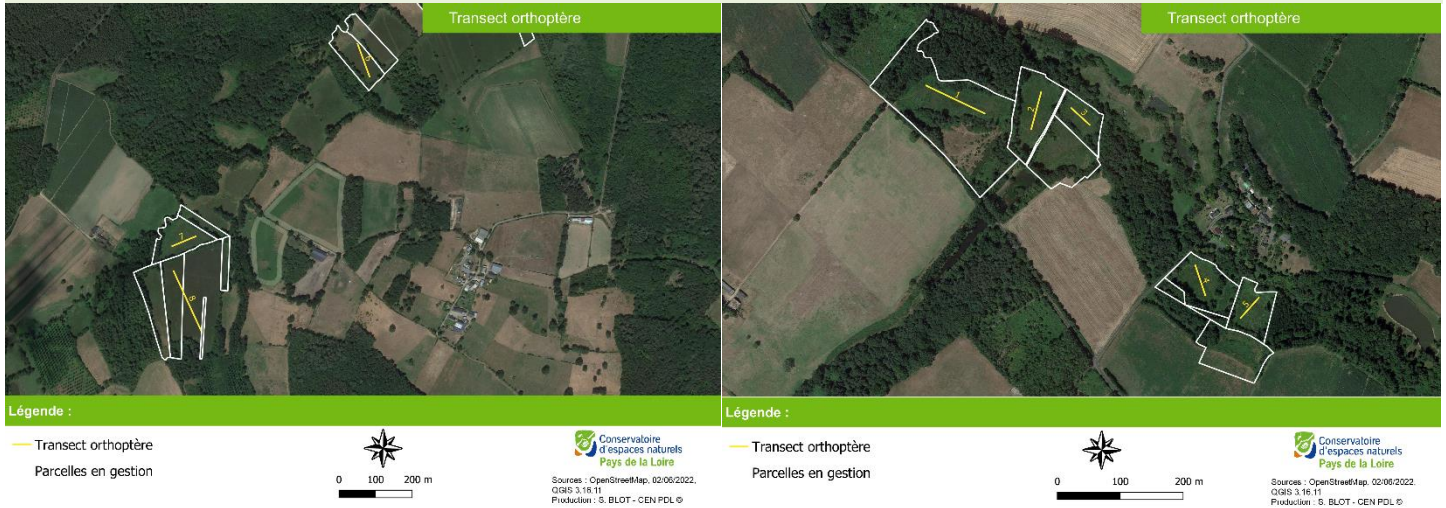 Transect orthoptère
6
7
8
Légende :
Transect orthoptère
Parcelles en gestion
0 100 200 m
Conservatoire
d'espaces naturels
Pays de la Loire
Sources : OpenStreetMap, 02/06/2022,
QGIS 3.16.11
Production : S. BLOT - CEN PDL ©
Transect orthoptère
1
2
3
4
5
Légende :
Transect orthoptère
Parcelles en gestion
0 100 200 m
Conservatoire
d'espaces naturels
Pays de la Loire
Sources : OpenStreetMap, 02/06/2022,
QGIS 3.16.11
Production : S. BLOT - CEN PDL ©